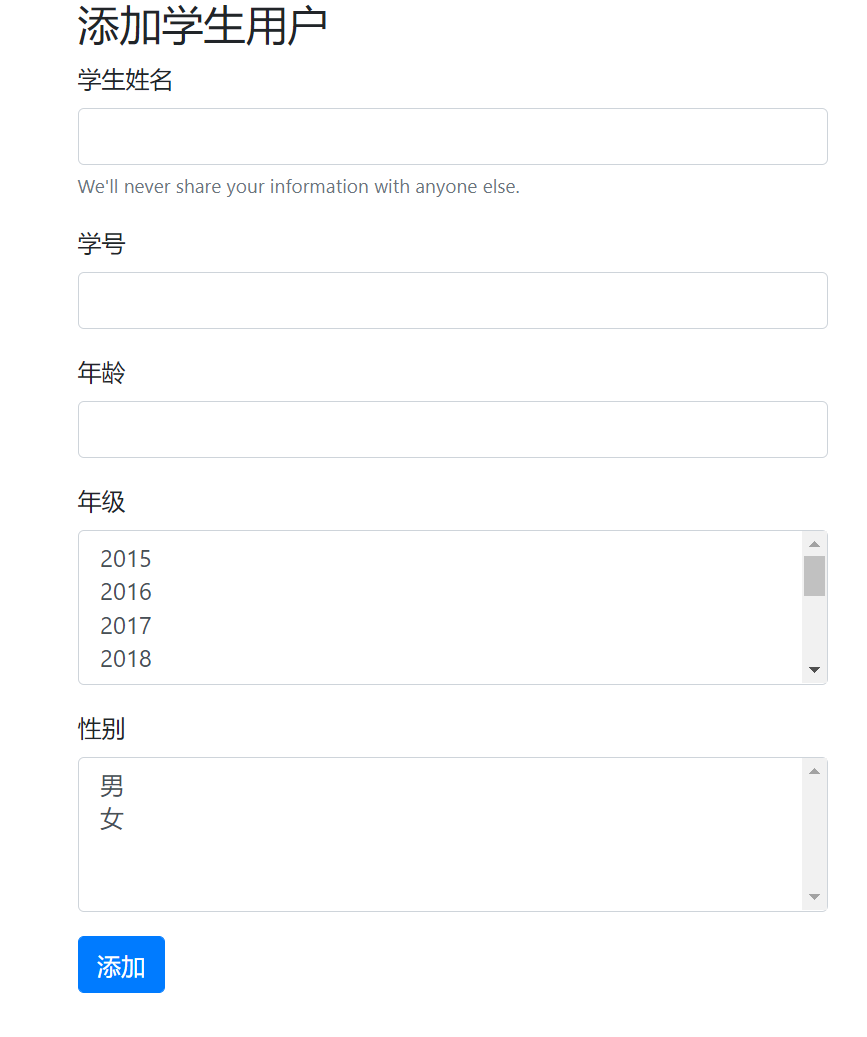 添加学生用户
学生姓名
We'll never share your information with anyone else.
学号
年龄
年级
2015
2016
2017
2018
性别
男
女
添加